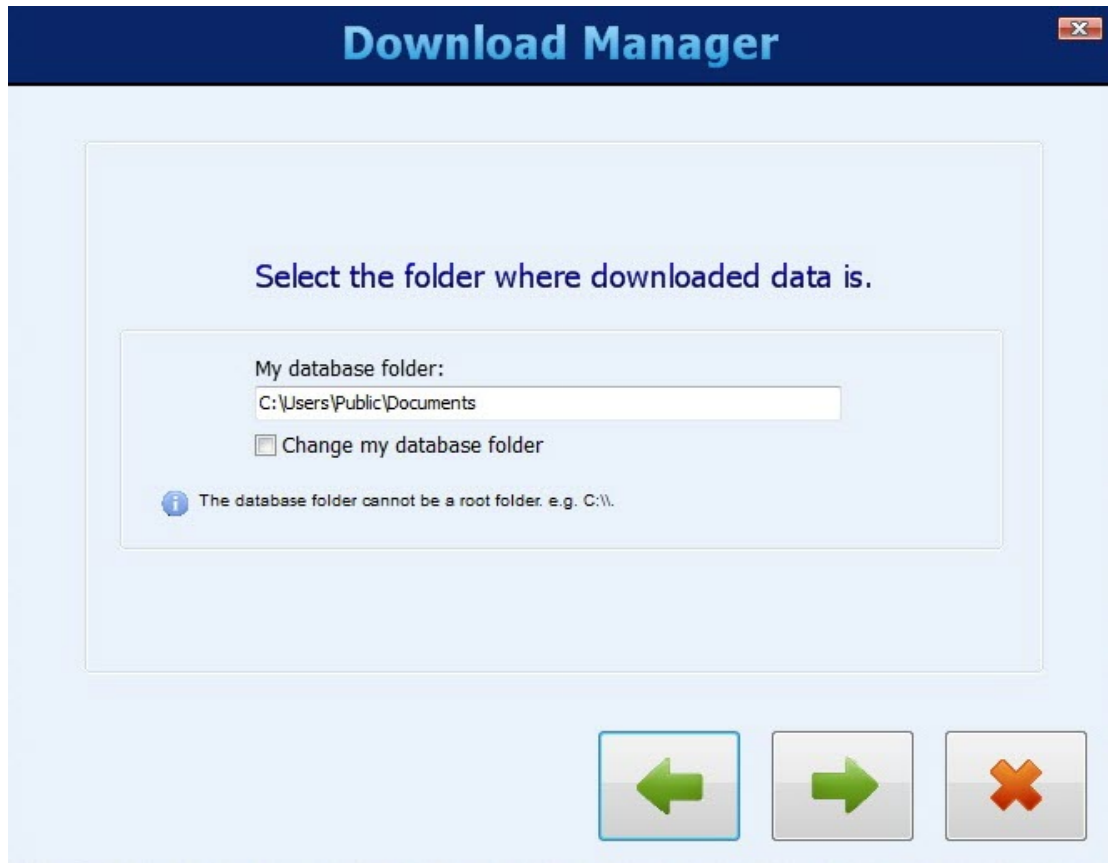 Download Manager
Select the folder where downloaded data is.
My database folder:
C:\Users\Public\Documents
Change my database folder
The database folder cannot be a root folder. e.g. C:\\.